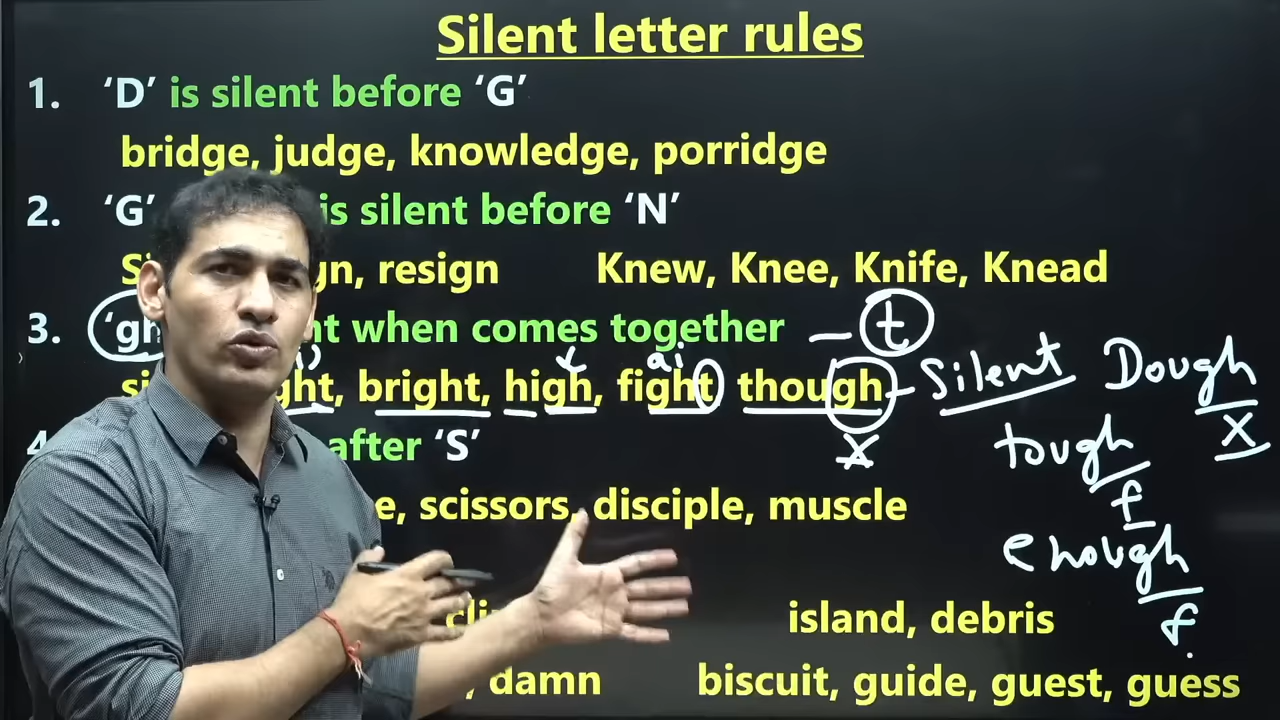 Silent letter rules
1. ‘D’ is silent before ‘G’
bridge, judge, knowledge, porridge
2. ‘G’ is silent before ‘N’
resign Knew, Knee, Knife, Knead
3. ‘gh when comes together – t
bright, high, fight though - Silent Dough
x x
4. after ‘S’ tough
f
scissors, disciple, muscle
enough
f
island, debris
damn biscuit, guide, guest, guess